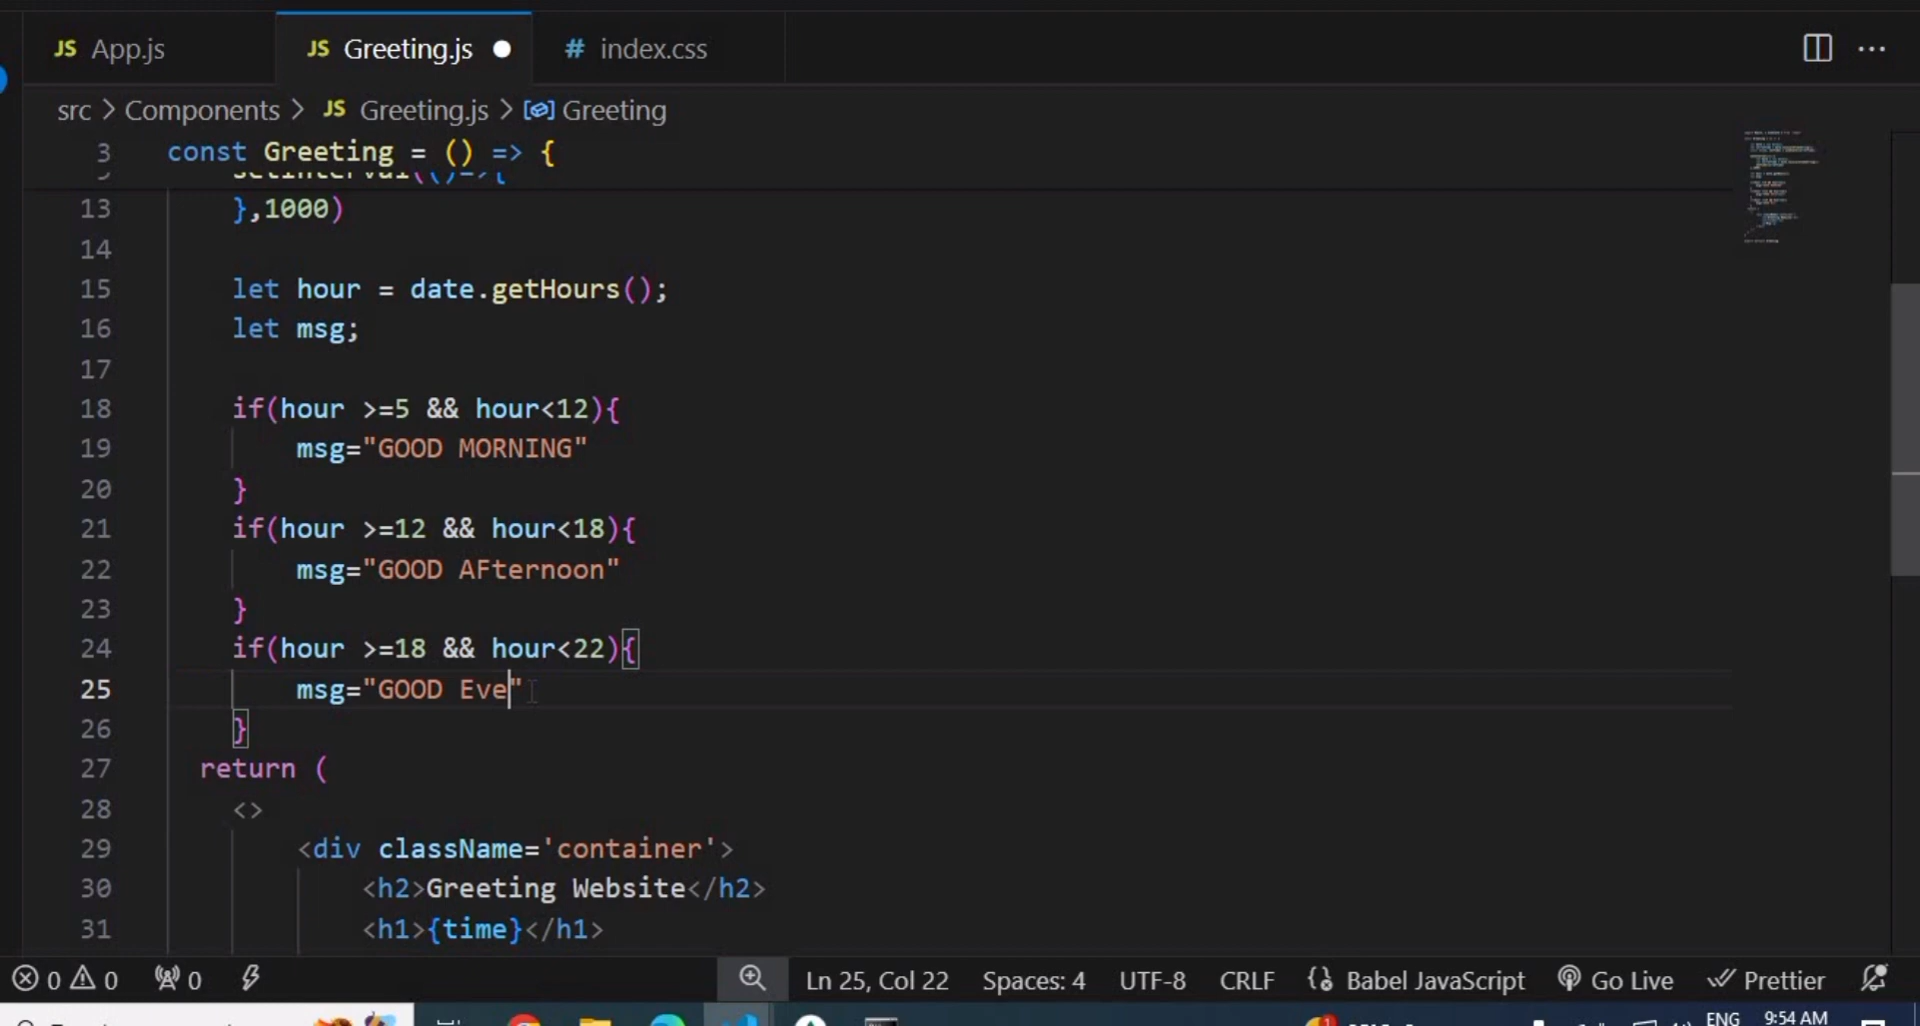 JS App.js JS Greeting.js # index.css
src > Components > JS Greeting.js > Greeting
3 const Greeting = () => {
setInterval(()=>{
13 },1000)
14
15 let hour = date.getHours();
16 let msg;
17
18 if(hour >=5 && hour<12){
19 msg="GOOD MORNING"
20 }
21 if(hour >=12 && hour<18){
22 msg="GOOD AFternoon"
23 }
24 if(hour >=18 && hour<22){
25 msg="GOOD Eve"
26 }
27 return (
28 <>
29 <div className='container'>
30 <h2>Greeting Website</h2>
31 <h1>{time}</h1>
0 0 0 Ln 25, Col 22 Spaces: 4 UTF-8 CRLF Babel JavaScript Go Live Prettier
ENG 9:54 AM